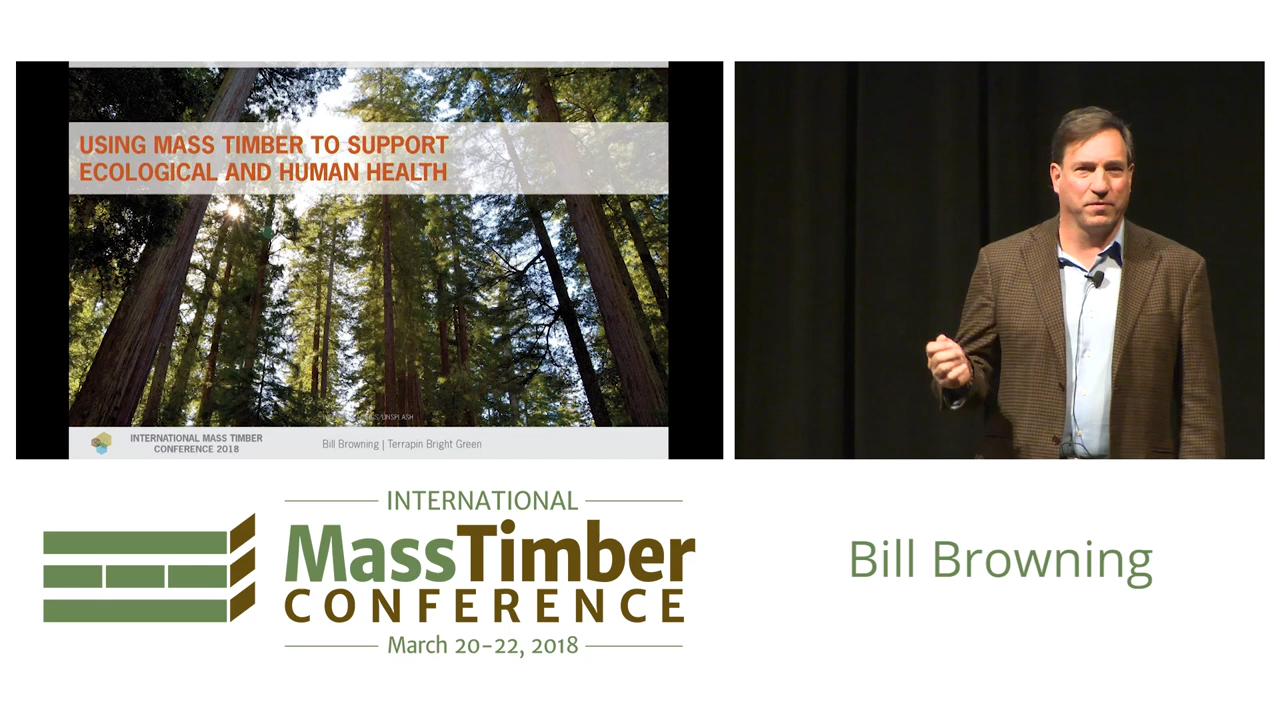 USING MASS TIMBER TO SUPPORT
ECOLOGICAL AND HUMAN HEALTH
/UNSPLASH
INTERNATIONAL MASS TIMBER
CONFERENCE 2018
Bill Browning | Terrapin Bright Green
INTERNATIONAL
MassTimber
CONFERENCE
March 20–22, 2018
Bill Browning